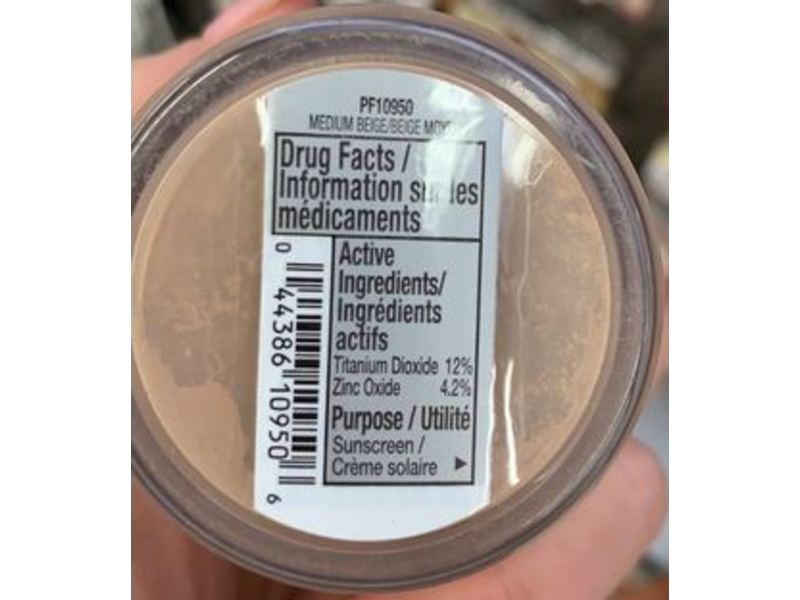 PF10950
MEDIUM BEIGE/BEIGE
Drug Facts /
Information sur les
médicaments
Active
Ingredients/
Ingrédients
actifs
Titanium Dioxide 12%
Zinc Oxide 4.2%
Purpose / Utilité
Sunscreen /
Crème solaire ►
0 44386 10950 6